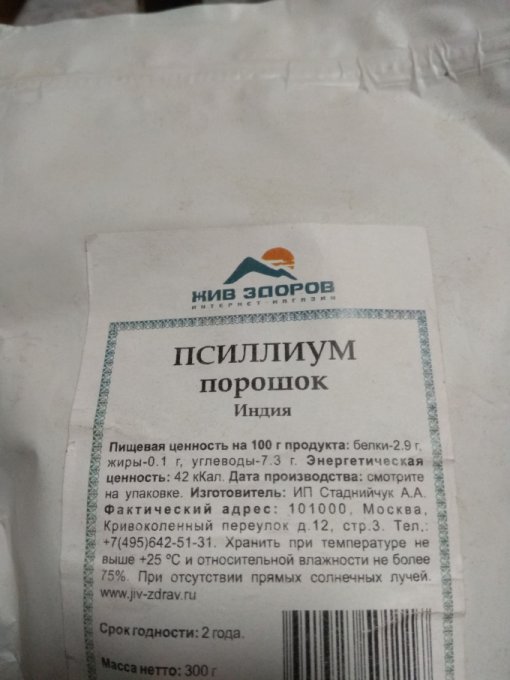 ЖИВ ЗДОРОВ
ИНТЕРНЕТ-МАГАЗИН
ПСИЛЛИУМ
порошок
Индия
Пищевая ценность на 100 г продукта: белки-2.9 г,
жиры-0.1 г, углеводы-7.3 г. Энергетическая
ценность: 42 кКал. Дата производства: смотрите
на упаковке. Изготовитель: ИП Стаднийчук А.А.
Фактический адрес: 101000, Москва,
Кривоколенный переулок д.12, стр.3. Тел.:
+7(495)642-51-31. Хранить при температуре не
выше +25 ºС и относительной влажности не более
75%. При отсутствии прямых солнечных лучей.
www.jiv-zdrav.ru
Срок годности: 2 года.
Масса нетто: 300 г